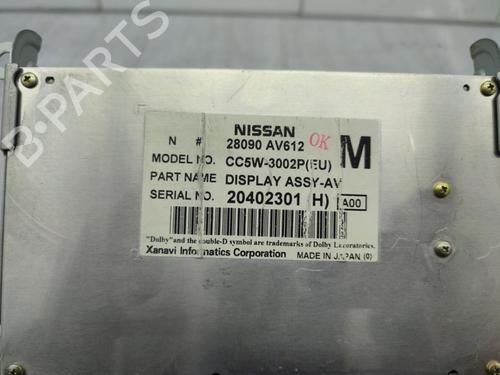 NISSAN
N # 28090 AV612 OK M
MODEL NO. CC5W-3002P(EU)
PART NAME DISPLAY ASSY-AV
SERIAL NO. 20402301 (H) A00
"Dolby" and the double-D symbol are trademarks of Dolby Laboratories.
Xanavi Informatics Corporation MADE IN JAPAN (9)
B-PARTS